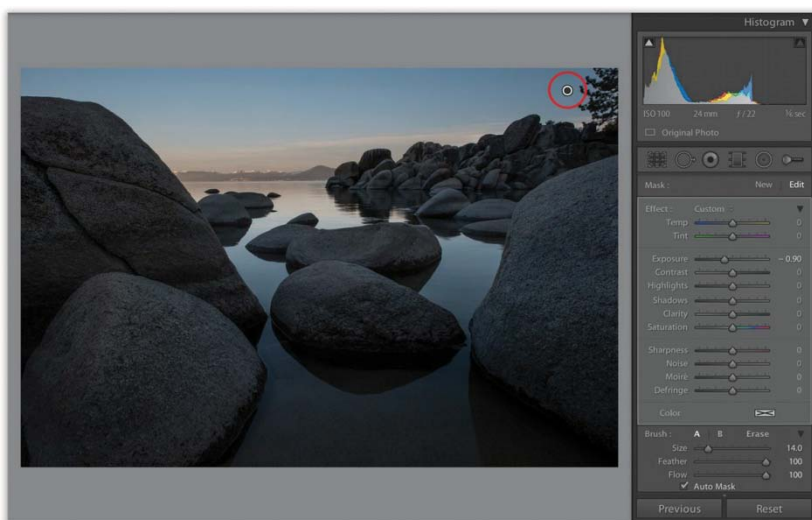 Histogram ▼
ISO 100 24 mm ƒ / 22 ⅙ sec
Original Photo
Mask : New Edit
Effect : Custom ▼
Temp 0
Tint 0
Exposure – 0.90
Contrast 0
Highlights 0
Shadows 0
Clarity 0
Saturation 0
Sharpness 0
Noise 0
Moiré 0
Defringe 0
Color
Brush : A B Erase ▼
Size 14.0
Feather 100
Flow 100
✓ Auto Mask
Previous Reset